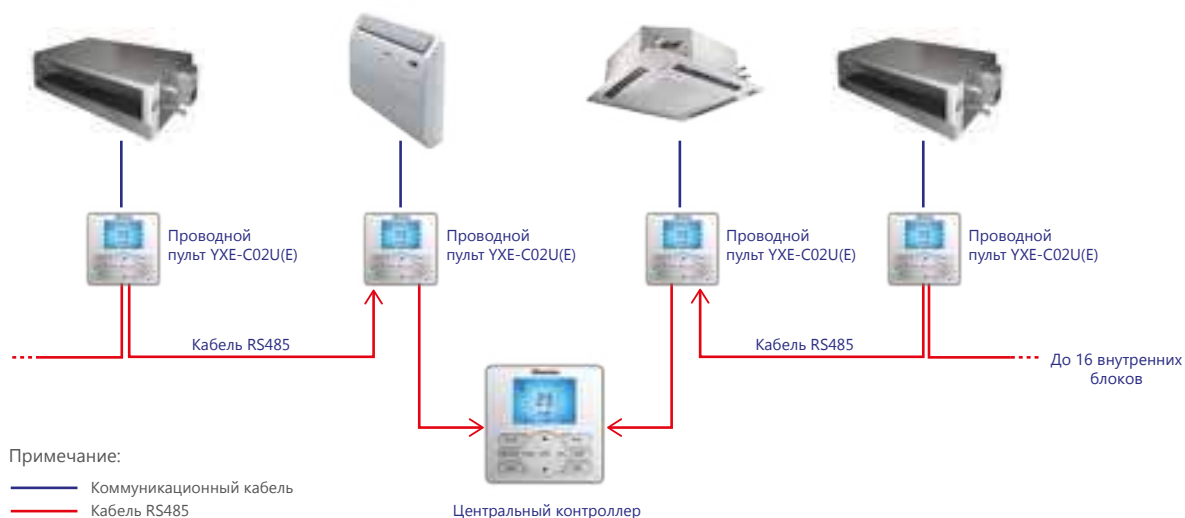 Проводной
пульт YXE-C02U(E)
Проводной
пульт YXE-C02U(E)
Проводной
пульт YXE-C02U(E)
Проводной
пульт YXE-C02U(E)
Кабель RS485
Кабель RS485
До 16 внутренних
блоков
Примечание:
Коммуникационный кабель
Кабель RS485
Центральный контроллер